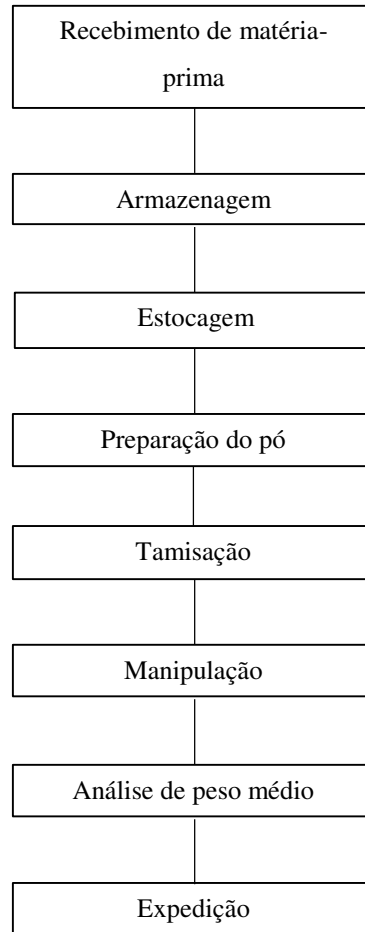 Recebimento de matéria-
prima
Armazenagem
Estocagem
Preparação do pó
Tamisação
Manipulação
Análise de peso médio
Expedição